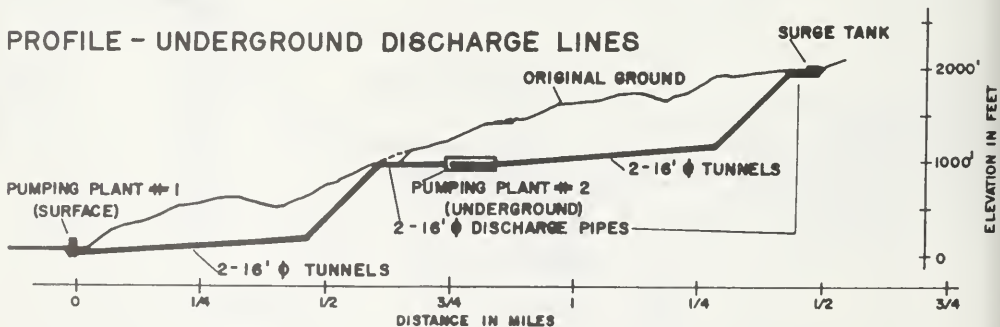 PROFILE - UNDERGROUND DISCHARGE LINES
SURGE TANK
ORIGINAL GROUND
2000'
1000'
0
ELEVATION IN FEET
PUMPING PLANT #1
(SURFACE)
PUMPING PLANT #2
(UNDERGROUND)
2-16' ϕ TUNNELS
2-16' ϕ DISCHARGE PIPES
2-16' ϕ TUNNELS
0 1/4 1/2 3/4 1 1/4 1/2 3/4
DISTANCE IN MILES